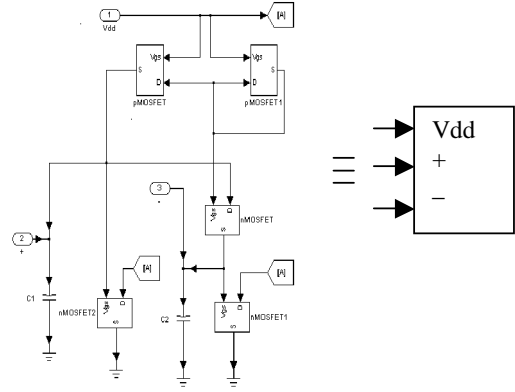 1
Vdd
[A]
Vgs
S
D
pMOSFET
Vgs
S
D
pMOSFET1
Vdd
+
–
3
Vgs
D
S
nMOSFET
2
+
[A]
[A]
C1
Vgs
D
S
nMOSFET2
C2
Vgs
D
S
nMOSFET1